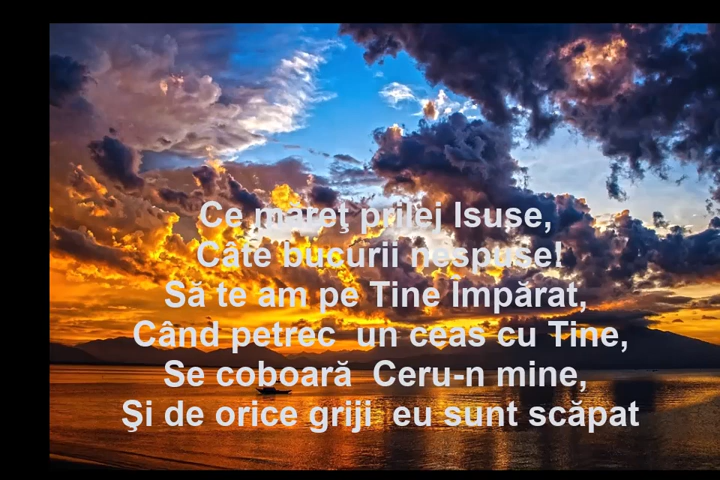 Ce măreţ prilej Isuse,
Câte bucurii nespuse!
Să te am pe Tine Împărat,
Când petrec un ceas cu Tine,
Se coboară Ceru-n mine,
Şi de orice griji eu sunt scăpat